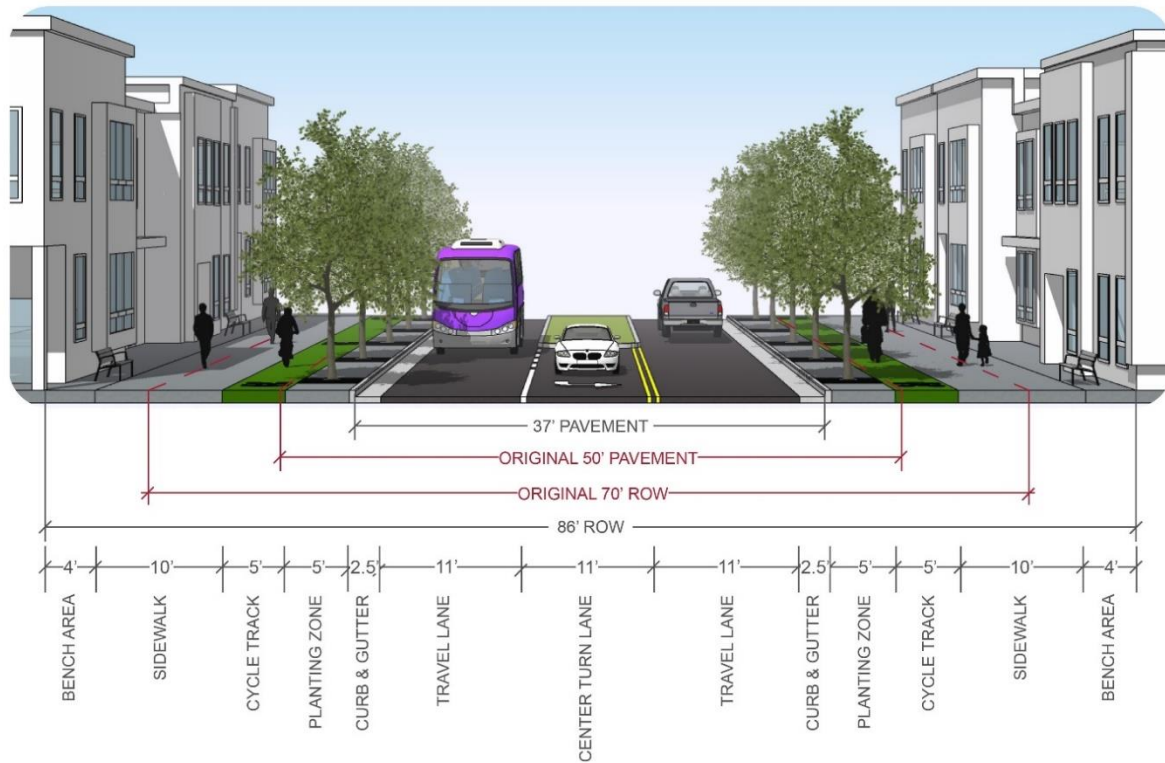 37' PAVEMENT
ORIGINAL 50' PAVEMENT
ORIGINAL 70' ROW
86' ROW
4' 10' 5' 5' 2.5' 11' 11' 11' 2.5' 5' 5' 10' 4'
BENCH AREA
SIDEWALK
CYCLE TRACK
PLANTING ZONE
CURB & GUTTER
TRAVEL LANE
CENTER TURN LANE
TRAVEL LANE
CURB & GUTTER
PLANTING ZONE
CYCLE TRACK
SIDEWALK
BENCH AREA